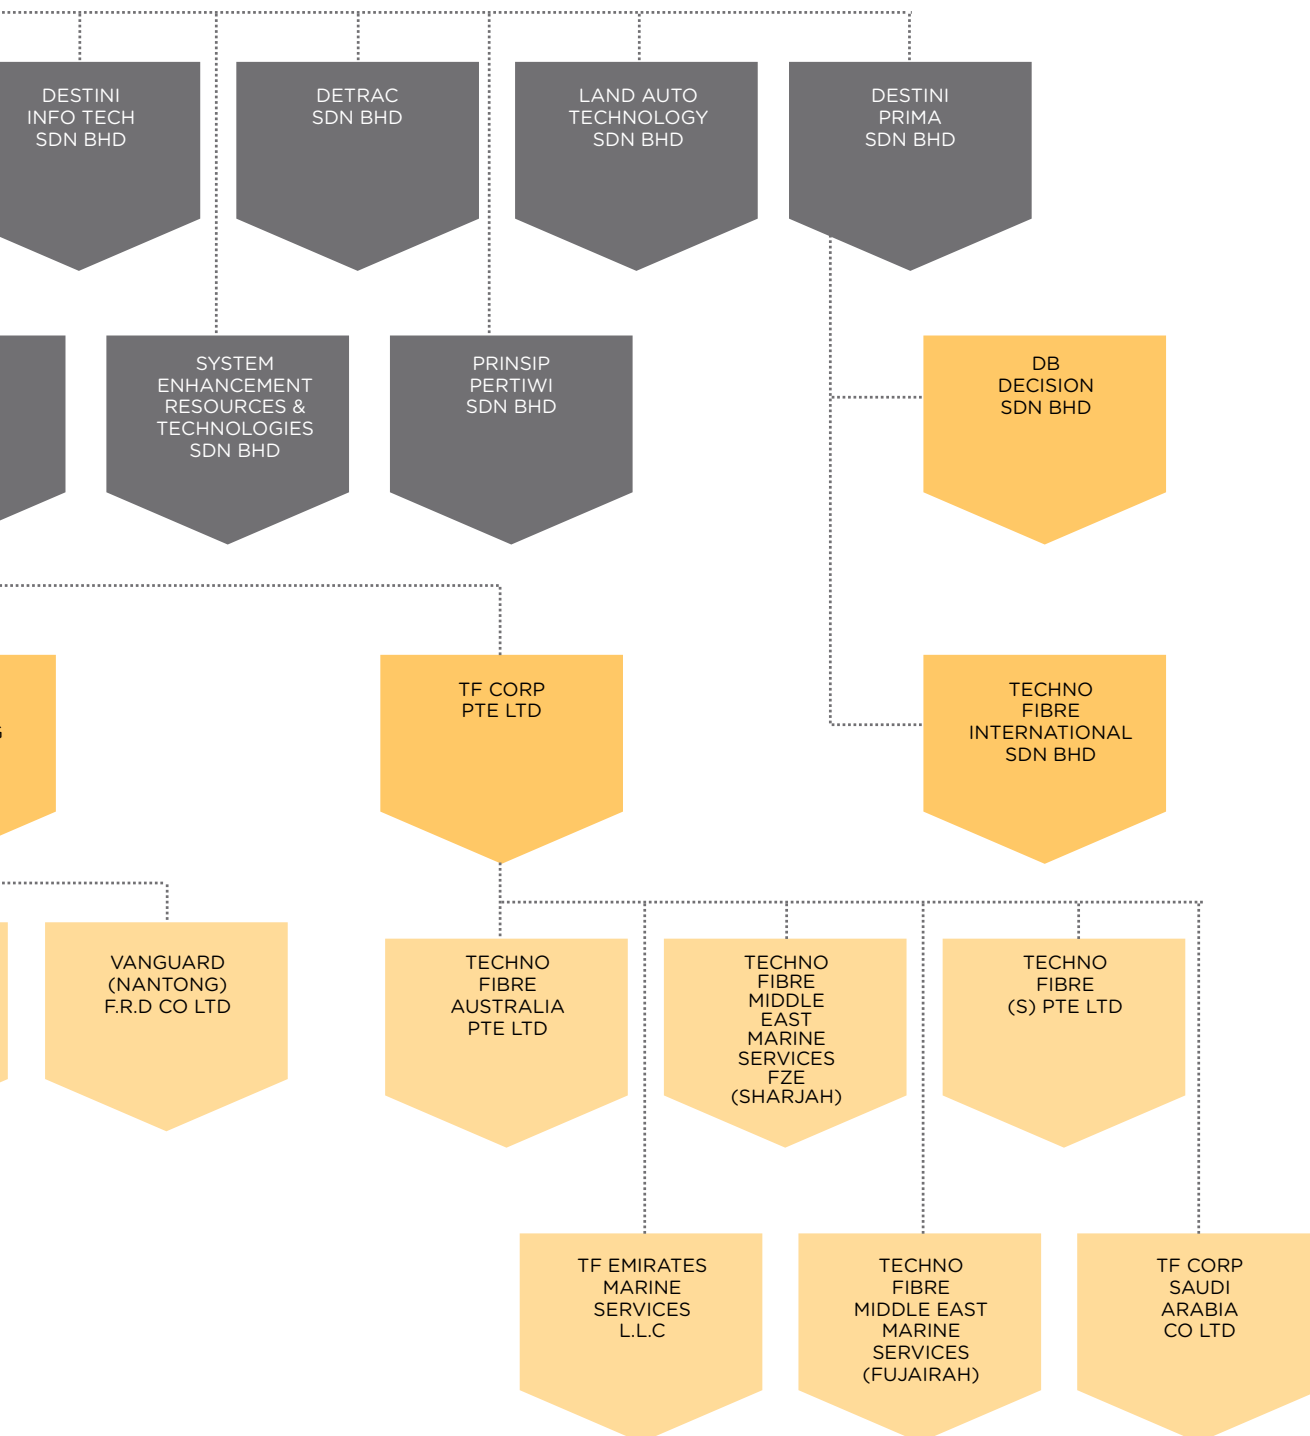 DESTINI
INFO TECH
SDN BHD
DETRAC
SDN BHD
LAND AUTO
TECHNOLOGY
SDN BHD
DESTINI
PRIMA
SDN BHD
SYSTEM
ENHANCEMENT
RESOURCES &
TECHNOLOGIES
SDN BHD
PRINSIP
PERTIWI
SDN BHD
DB
DECISION
SDN BHD
TF CORP
PTE LTD
TECHNO
FIBRE
INTERNATIONAL
SDN BHD
VANGUARD
(NANTONG)
F.R.D CO LTD
TECHNO
FIBRE
AUSTRALIA
PTE LTD
TECHNO
FIBRE
MIDDLE
EAST
MARINE
SERVICES
FZE
(SHARJAH)
TECHNO
FIBRE
(S) PTE LTD
TF EMIRATES
MARINE
SERVICES
L.L.C
TECHNO
FIBRE
MIDDLE EAST
MARINE
SERVICES
(FUJAIRAH)
TF CORP
SAUDI
ARABIA
CO LTD